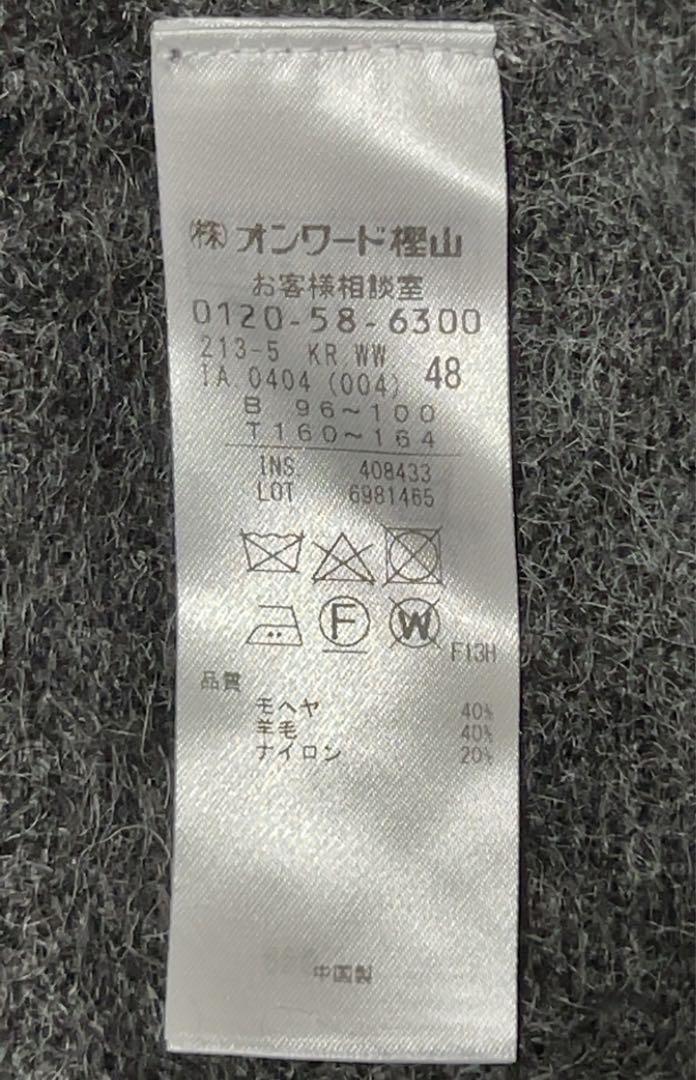 (株)オンワード樫山
お客様相談室
0120-58-6300
213-5 KR WW
IA 0404 (004) 48
B 96～100
T 160～164
INS. 408433
LOT 6981465
F W
F13H
品質
モヘヤ 40%
羊毛 40%
ナイロン 20%
中国製